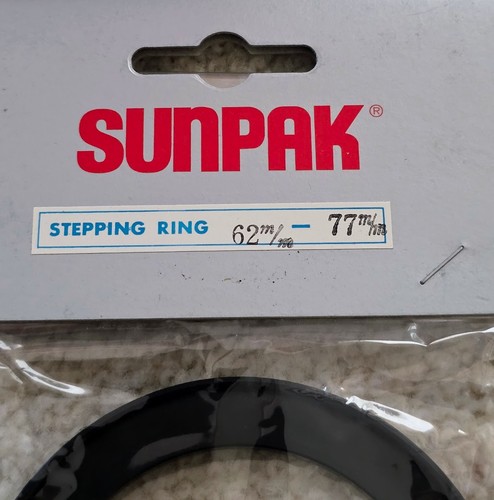 SUNPAK®
STEPPING RING 62m/m – 77m/m